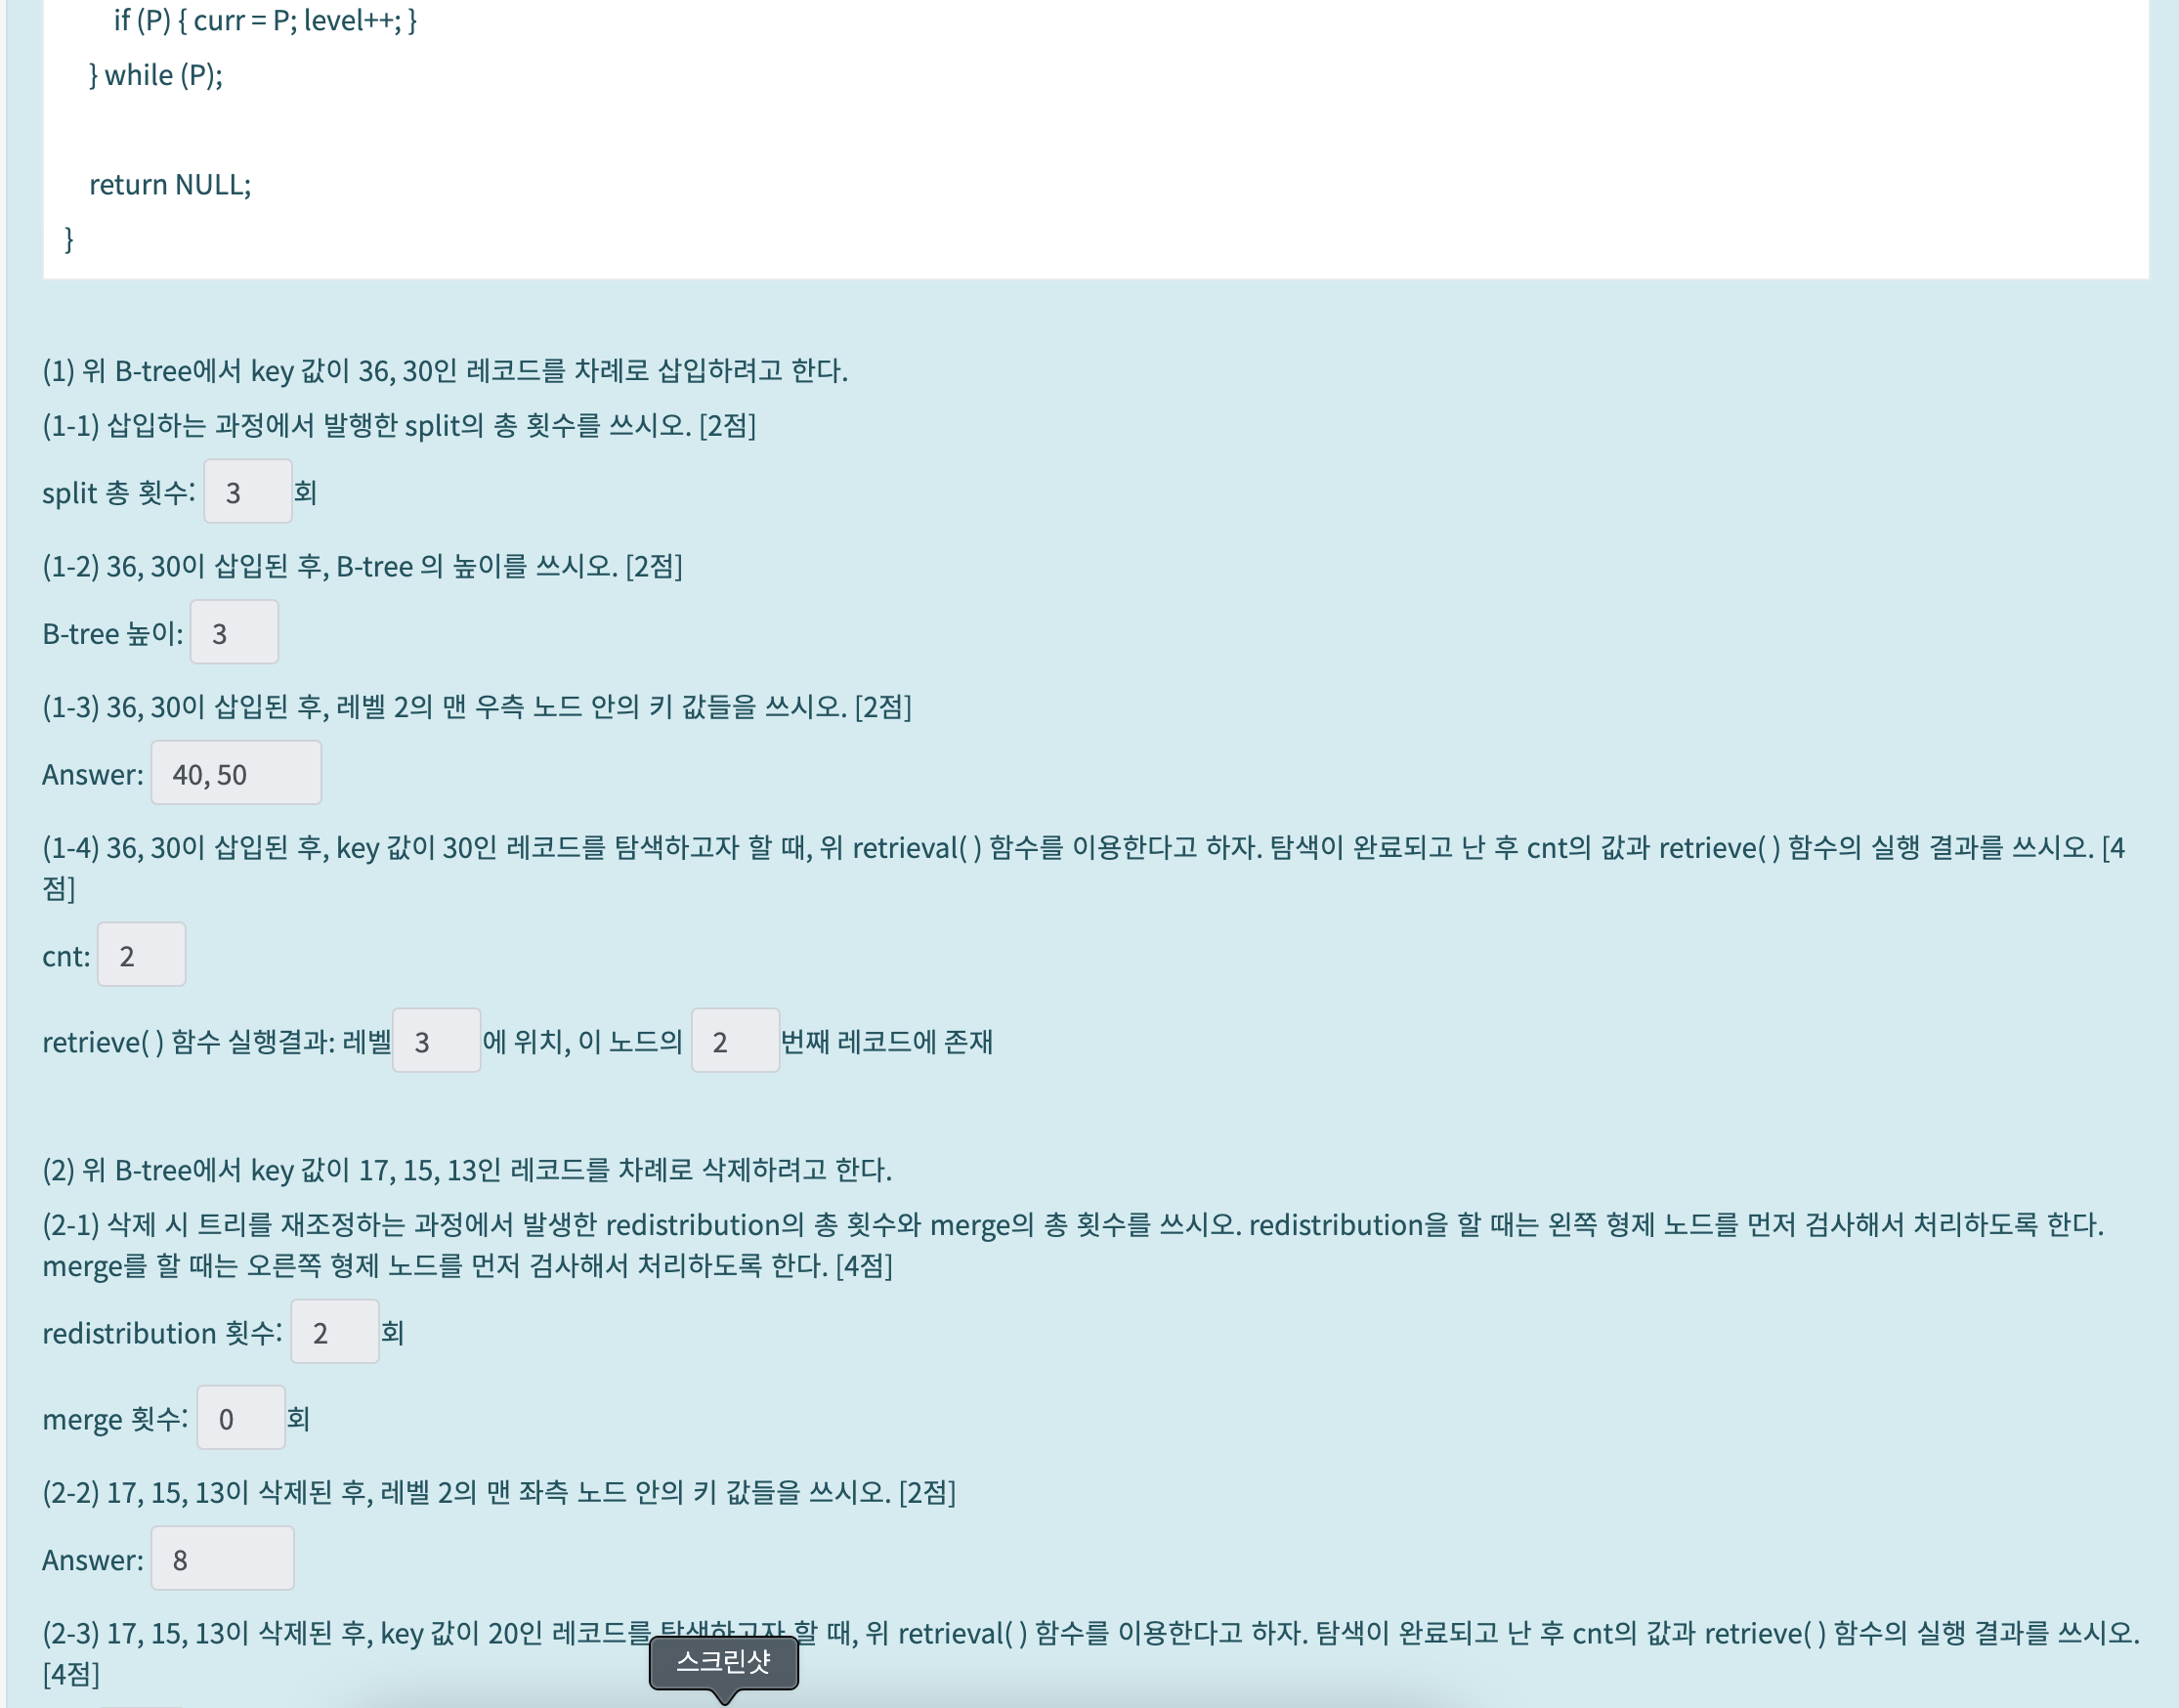 if (P) { curr = P; level++; }
} while (P);
return NULL;
}
(1) 위 B-tree에서 key 값이 36, 30인 레코드를 차례로 삽입하려고 한다.
(1-1) 삽입하는 과정에서 발행한 split의 총 횟수를 쓰시오. [2점]
split 총 횟수: 3 회
(1-2) 36, 30이 삽입된 후, B-tree 의 높이를 쓰시오. [2점]
B-tree 높이: 3
(1-3) 36, 30이 삽입된 후, 레벨 2의 맨 우측 노드 안의 키 값들을 쓰시오. [2점]
Answer: 40, 50
(1-4) 36, 30이 삽입된 후, key 값이 30인 레코드를 탐색하고자 할 때, 위 retrieval( ) 함수를 이용한다고 하자. 탐색이 완료되고 난 후 cnt의 값과 retrieve( ) 함수의 실행 결과를 쓰시오. [4
점]
cnt: 2
retrieve( ) 함수 실행결과: 레벨 3 에 위치, 이 노드의 2 번째 레코드에 존재
(2) 위 B-tree에서 key 값이 17, 15, 13인 레코드를 차례로 삭제하려고 한다.
(2-1) 삭제 시 트리를 재조정하는 과정에서 발생한 redistribution의 총 횟수와 merge의 총 횟수를 쓰시오. redistribution을 할 때는 왼쪽 형제 노드를 먼저 검사해서 처리하도록 한다.
merge를 할 때는 오른쪽 형제 노드를 먼저 검사해서 처리하도록 한다. [4점]
redistribution 횟수: 2 회
merge 횟수: 0 회
(2-2) 17, 15, 13이 삭제된 후, 레벨 2의 맨 좌측 노드 안의 키 값들을 쓰시오. [2점]
Answer: 8
(2-3) 17, 15, 13이 삭제된 후, key 값이 20인 레코드를 탐색하고자 할 때, 위 retrieval( ) 함수를 이용한다고 하자. 탐색이 완료되고 난 후 cnt의 값과 retrieve( ) 함수의 실행 결과를 쓰시오.
[4점]
스크린샷